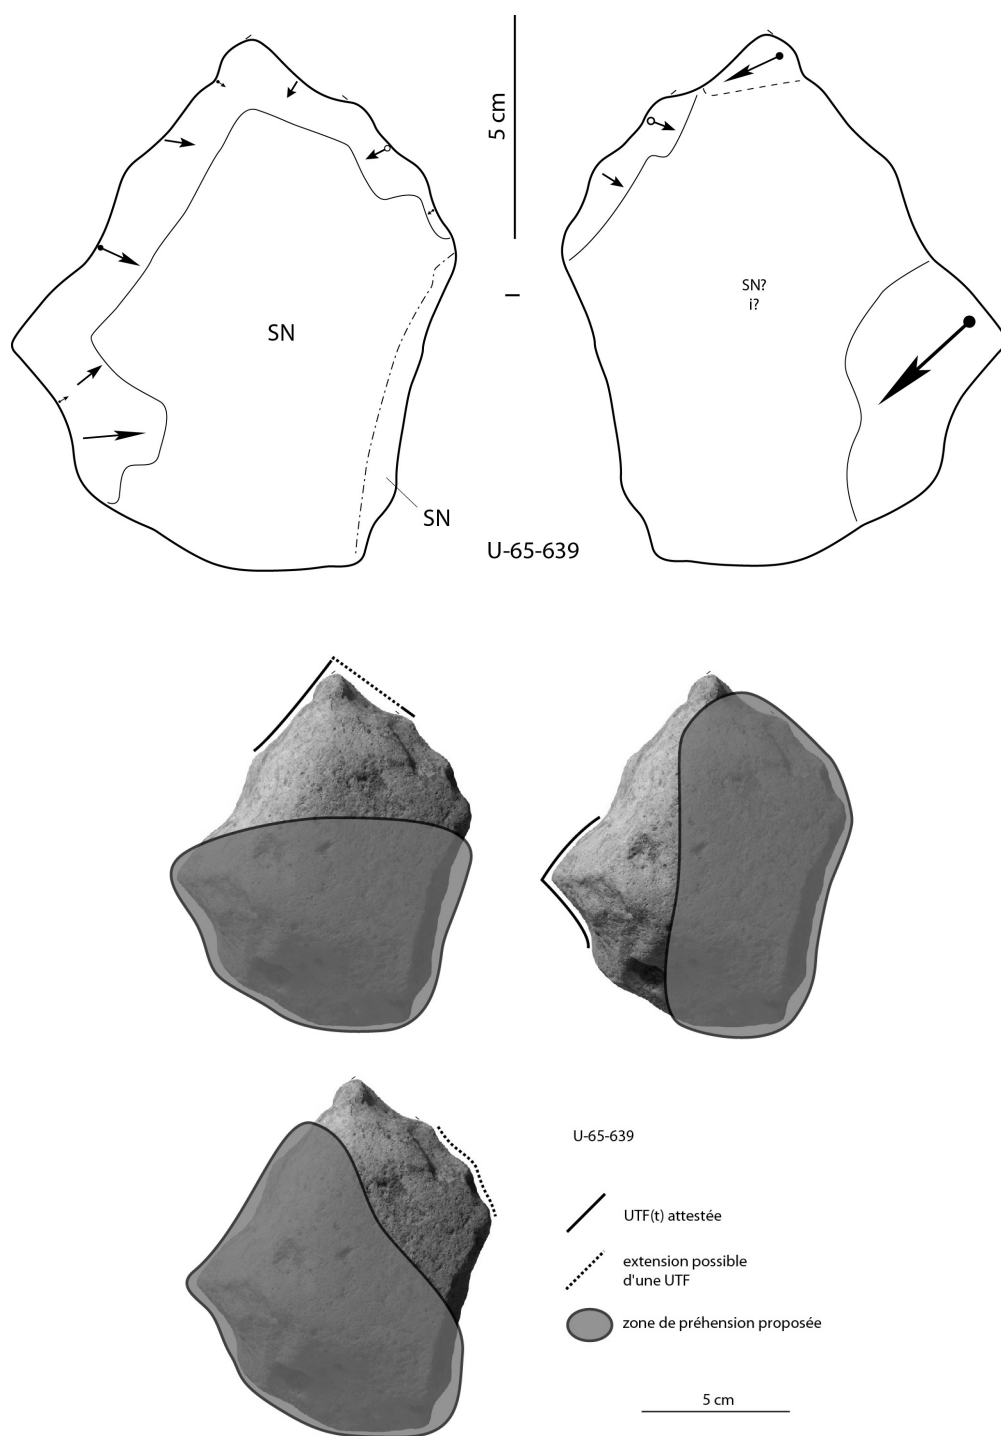 5 cm
SN
SN
SN?
i?
U-65-639
U-65-639
UTF(t) attestée
extension possible
d'une UTF
zone de préhension proposée
5 cm